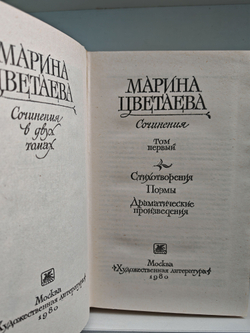 МАРИНА
ЦВЕТАЕВА
Сочинения
в двух
томах
Москва
«Художественная литература»
1980
МАРИНА
ЦВЕТАЕВА
Сочинения
том
первый
Стихотворения
Поэмы
Драматические
произведения
Москва
«Художественная литература»
1980